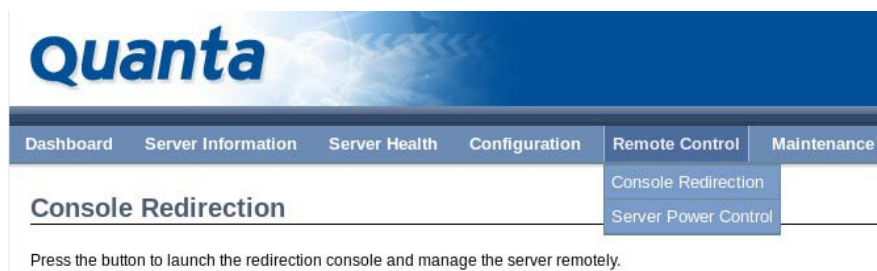 Quanta
Dashboard Server Information Server Health Configuration Remote Control Maintenance
Console Redirection
Server Power Control
Console Redirection
Press the button to launch the redirection console and manage the server remotely.